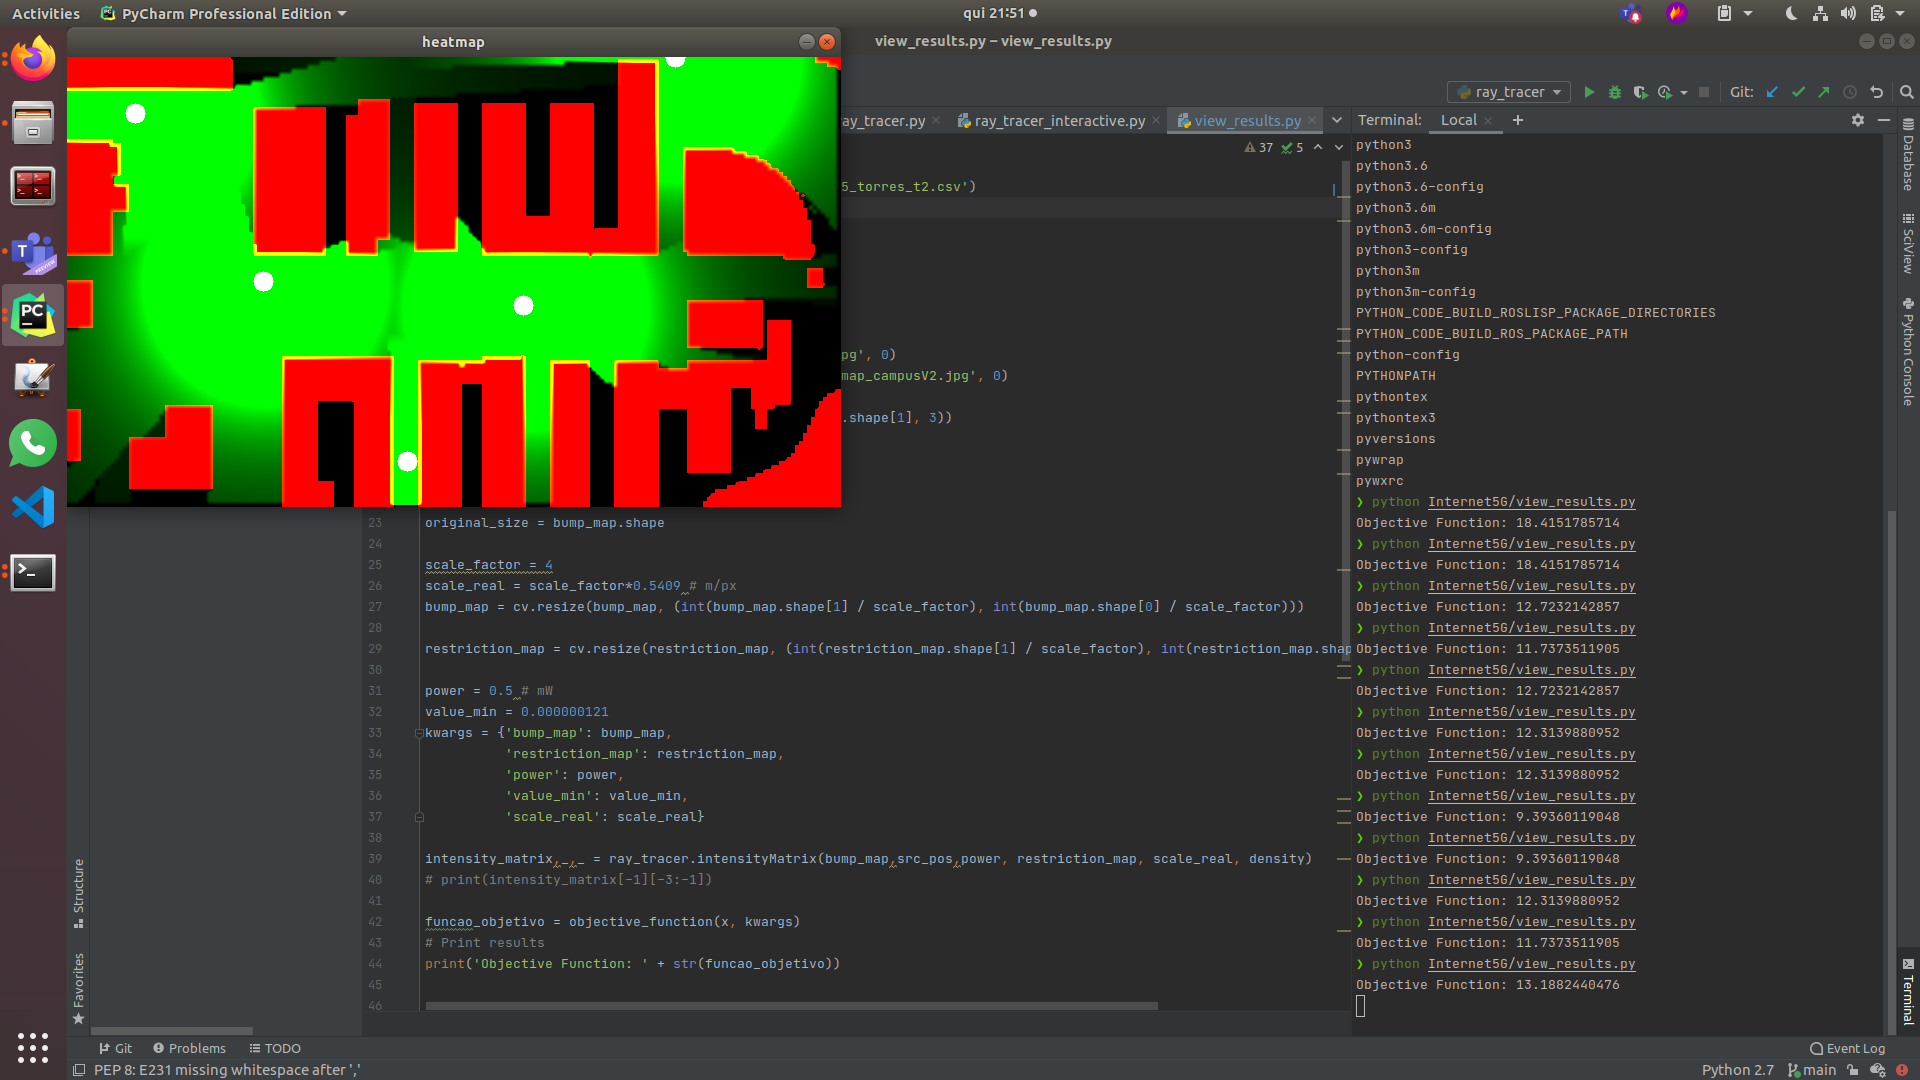 Activities
PyCharm Professional Edition
qui 21:51
heatmap
view_results.py – view_results.py
ray_tracer
Git:
ay_tracer.py
ray_tracer_interactive.py
view_results.py
37
5
5_torres_t2.csv')
pg', 0)
map_campusV2.jpg', 0)
.shape[1], 3))
23 original_size = bump_map.shape
24
25 scale_factor = 4
26 scale_real = scale_factor*0.5409 # m/px
27 bump_map = cv.resize(bump_map, (int(bump_map.shape[1] / scale_factor), int(bump_map.shape[0] / scale_factor)))
28
29 restriction_map = cv.resize(restriction_map, (int(restriction_map.shape[1] / scale_factor), int(restriction_map.shap
30
31 power = 0.5 # mW
32 value_min = 0.000000121
33 kwargs = {'bump_map': bump_map,
34 'restriction_map': restriction_map,
35 'power': power,
36 'value_min': value_min,
37 'scale_real': scale_real}
38
39 intensity_matrix,_,_ = ray_tracer.intensityMatrix(bump_map,src_pos,power, restriction_map, scale_real, density)
40 # print(intensity_matrix[-1][-3:-1])
41
42 funcao_objetivo = objective_function(x, kwargs)
43 # Print results
44 print('Objective Function: ' + str(funcao_objetivo))
45
46
Terminal: Local
python3
python3.6
python3.6-config
python3.6m
python3.6m-config
python3-config
python3m
python3m-config
PYTHON_CODE_BUILD_ROSLISP_PACKAGE_DIRECTORIES
PYTHON_CODE_BUILD_ROS_PACKAGE_PATH
python-config
PYTHONPATH
pythontex
pythontex3
pyversions
pywrap
pywxrc
❯ python Internet5G/view_results.py
Objective Function: 18.4151785714
❯ python Internet5G/view_results.py
Objective Function: 18.4151785714
❯ python Internet5G/view_results.py
Objective Function: 12.7232142857
❯ python Internet5G/view_results.py
Objective Function: 11.7373511905
❯ python Internet5G/view_results.py
Objective Function: 12.7232142857
❯ python Internet5G/view_results.py
Objective Function: 12.3139880952
❯ python Internet5G/view_results.py
Objective Function: 12.3139880952
❯ python Internet5G/view_results.py
Objective Function: 9.39360119048
❯ python Internet5G/view_results.py
Objective Function: 9.39360119048
❯ python Internet5G/view_results.py
Objective Function: 12.3139880952
❯ python Internet5G/view_results.py
Objective Function: 11.7373511905
❯ python Internet5G/view_results.py
Objective Function: 13.1882440476
Database
SciView
Python Console
Terminal
Structure
Favorites
Git
Problems
TODO
Event Log
PEP 8: E231 missing whitespace after ','
Python 2.7
main